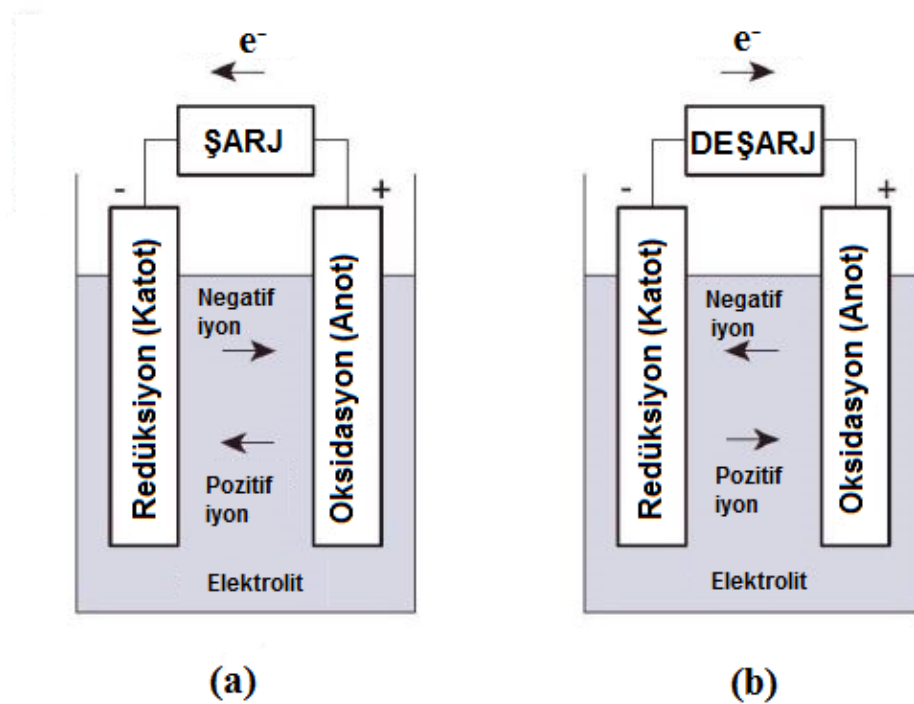 e-
ŞARJ
-
+
Redüksiyon (Katot)
Negatif
iyon
Pozitif
iyon
Oksidasyon (Anot)
Elektrolit
(a)
e-
DEŞARJ
-
+
Redüksiyon (Katot)
Negatif
iyon
Pozitif
iyon
Oksidasyon (Anot)
Elektrolit
(b)